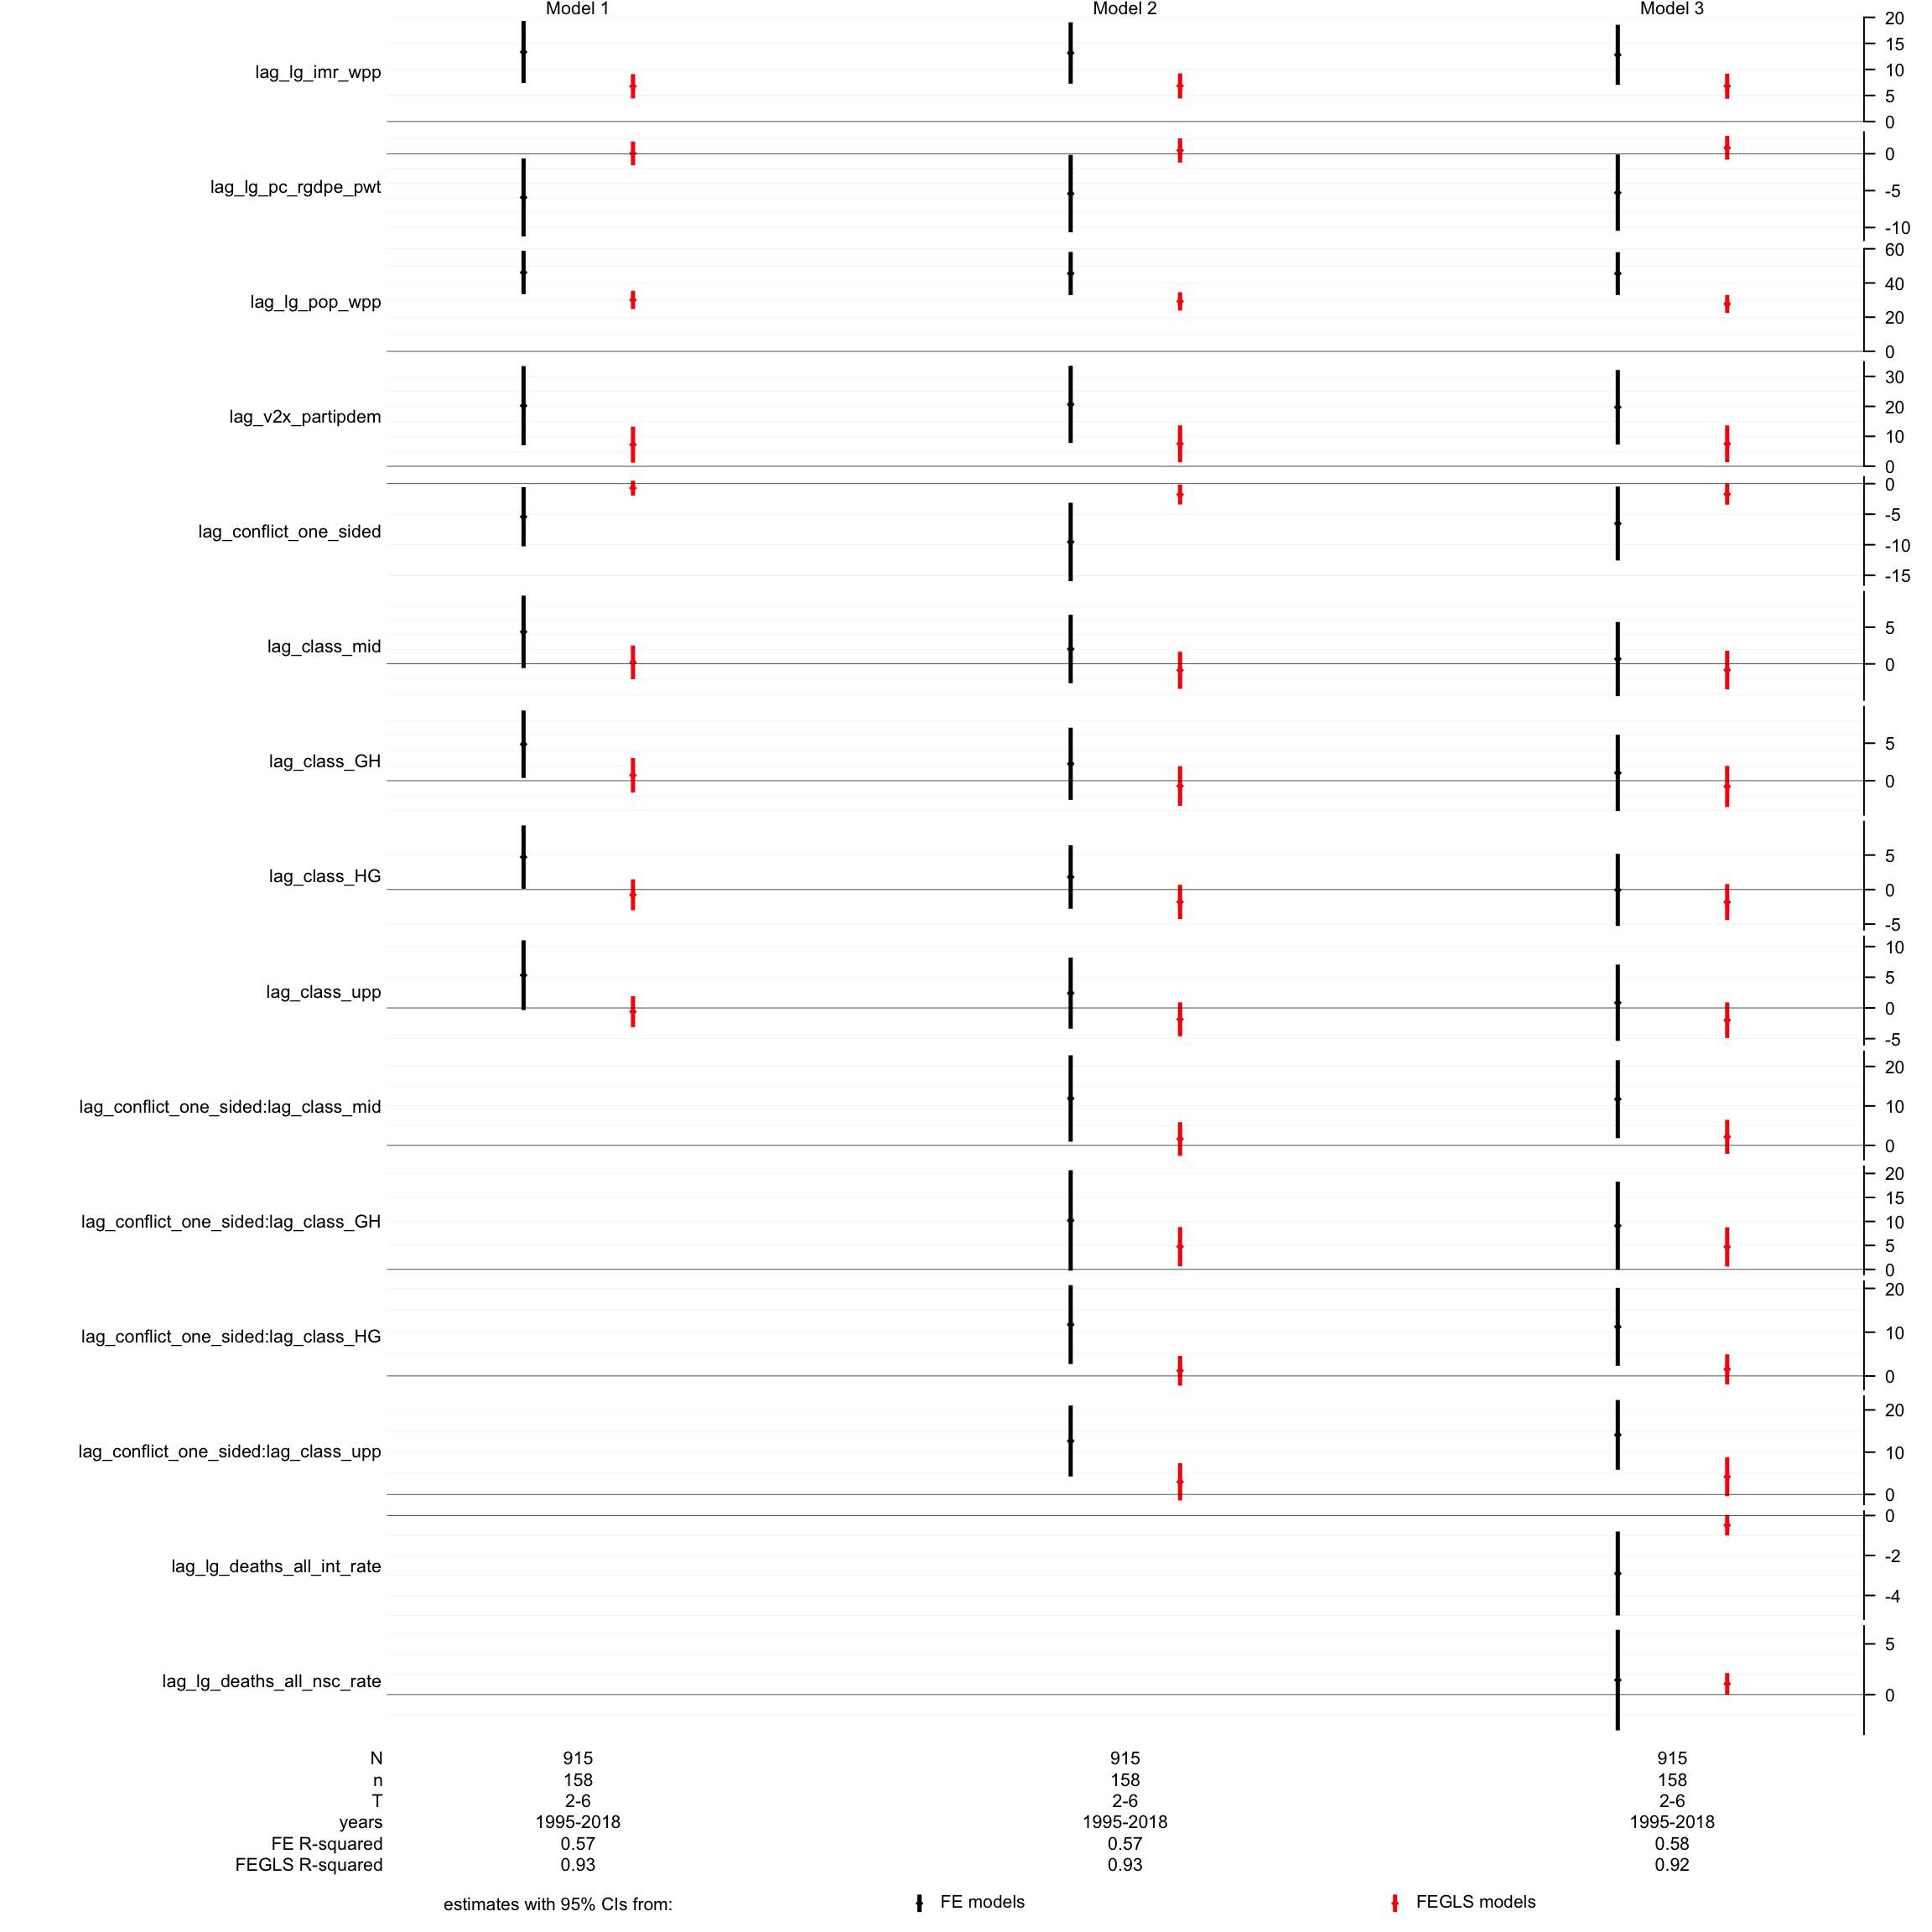 Model 1 Model 2 Model 3
lag_lg_imr_wpp
20
15
10
5
0
lag_lg_pc_rgdpe_pwt
0
-5
-10
lag_lg_pop_wpp
60
40
20
0
lag_v2x_partipdem
30
20
10
0
lag_conflict_one_sided
0
-5
-10
-15
lag_class_mid
5
0
lag_class_GH
5
0
lag_class_HG
5
0
-5
lag_class_upp
10
5
0
-5
lag_conflict_one_sided:lag_class_mid
20
10
0
lag_conflict_one_sided:lag_class_GH
20
15
10
5
0
lag_conflict_one_sided:lag_class_HG
20
10
0
lag_conflict_one_sided:lag_class_upp
20
10
0
lag_lg_deaths_all_int_rate
0
-2
-4
lag_lg_deaths_all_nsc_rate
5
0
N 915 915 915
n 158 158 158
T 2-6 2-6 2-6
years 1995-2018 1995-2018 1995-2018
FE R-squared 0.57 0.57 0.58
FEGLS R-squared 0.93 0.93 0.92
estimates with 95% CIs from: FE models FEGLS models